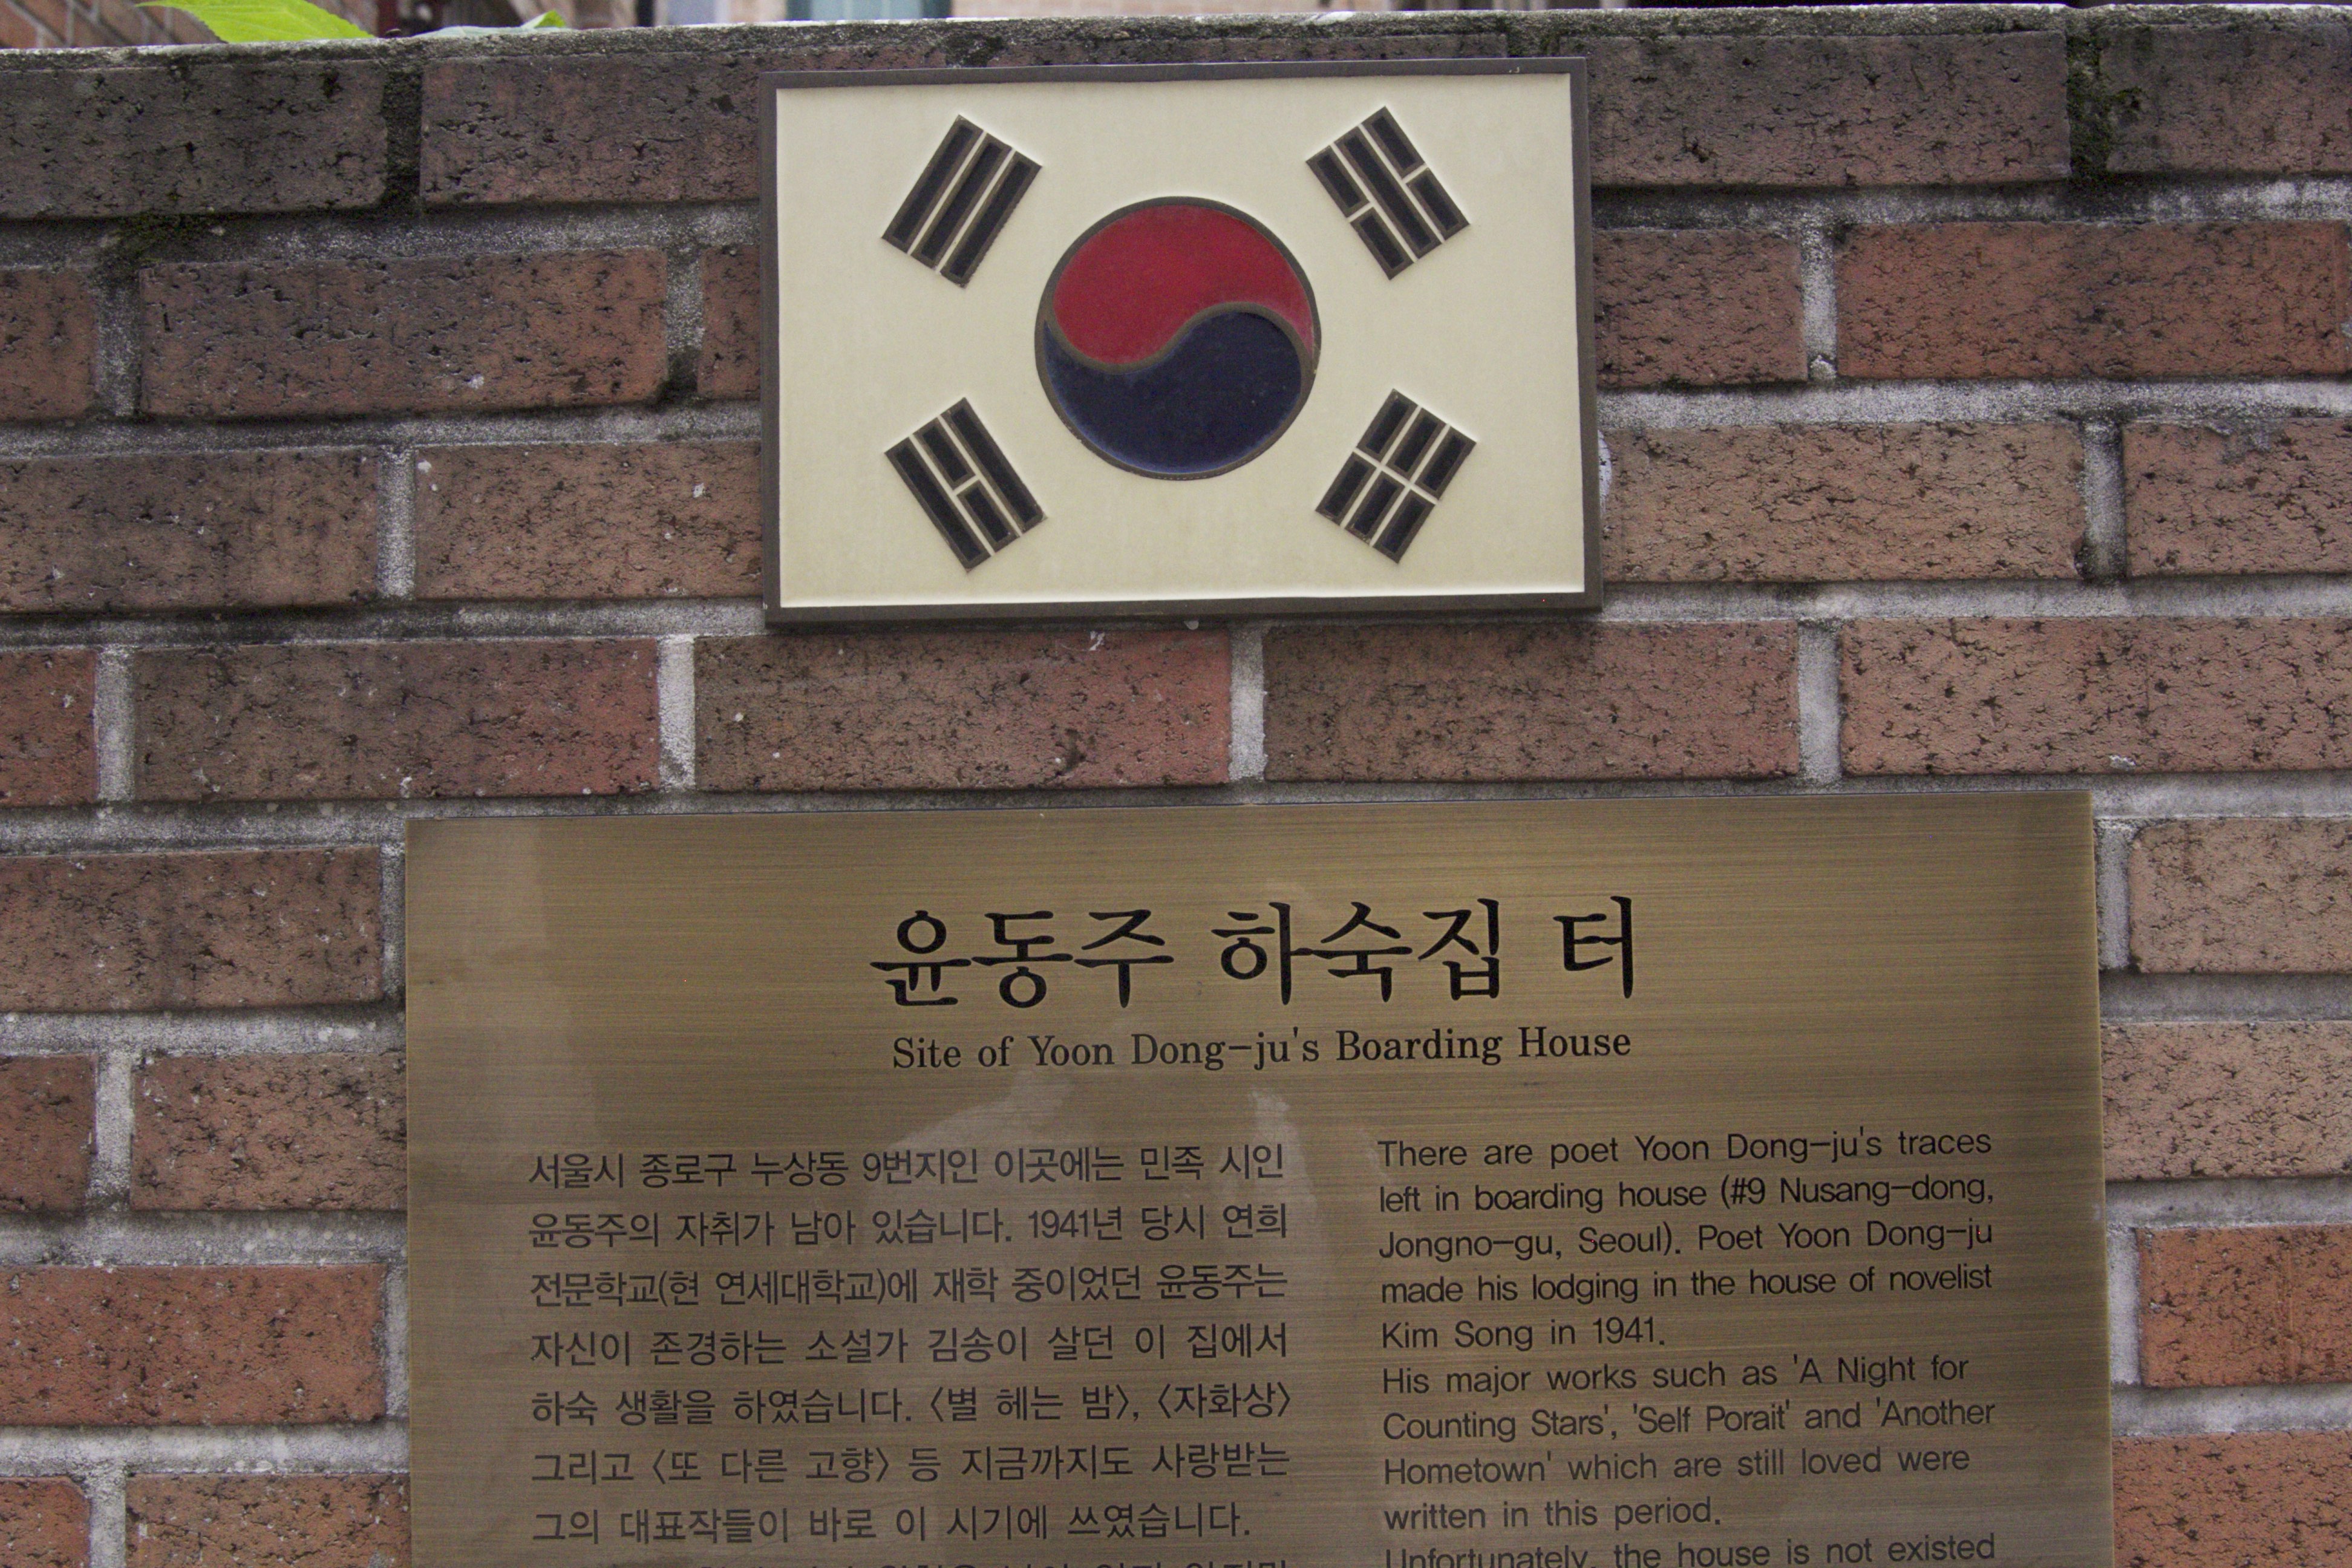 윤동주 하숙집 터
Site of Yoon Dong-ju's Boarding House
서울시 종로구 누상동 9번지인 이곳에는 민족 시인
윤동주의 자취가 남아 있습니다. 1941년 당시 연희
전문학교(현 연세대학교)에 재학 중이었던 윤동주는
자신이 존경하는 소설가 김송이 살던 이 집에서
하숙 생활을 하였습니다. 〈별 헤는 밤〉, 〈자화상〉
그리고 〈또 다른 고향〉 등 지금까지도 사랑받는
그의 대표작들이 바로 이 시기에 쓰였습니다.
There are poet Yoon Dong-ju's traces
left in boarding house (#9 Nusang-dong,
Jongno-gu, Seoul). Poet Yoon Dong-ju
made his lodging in the house of novelist
Kim Song in 1941.
His major works such as 'A Night for
Counting Stars', 'Self Porait' and 'Another
Hometown' which are still loved were
written in this period.
Unfortunately, the house is not existed